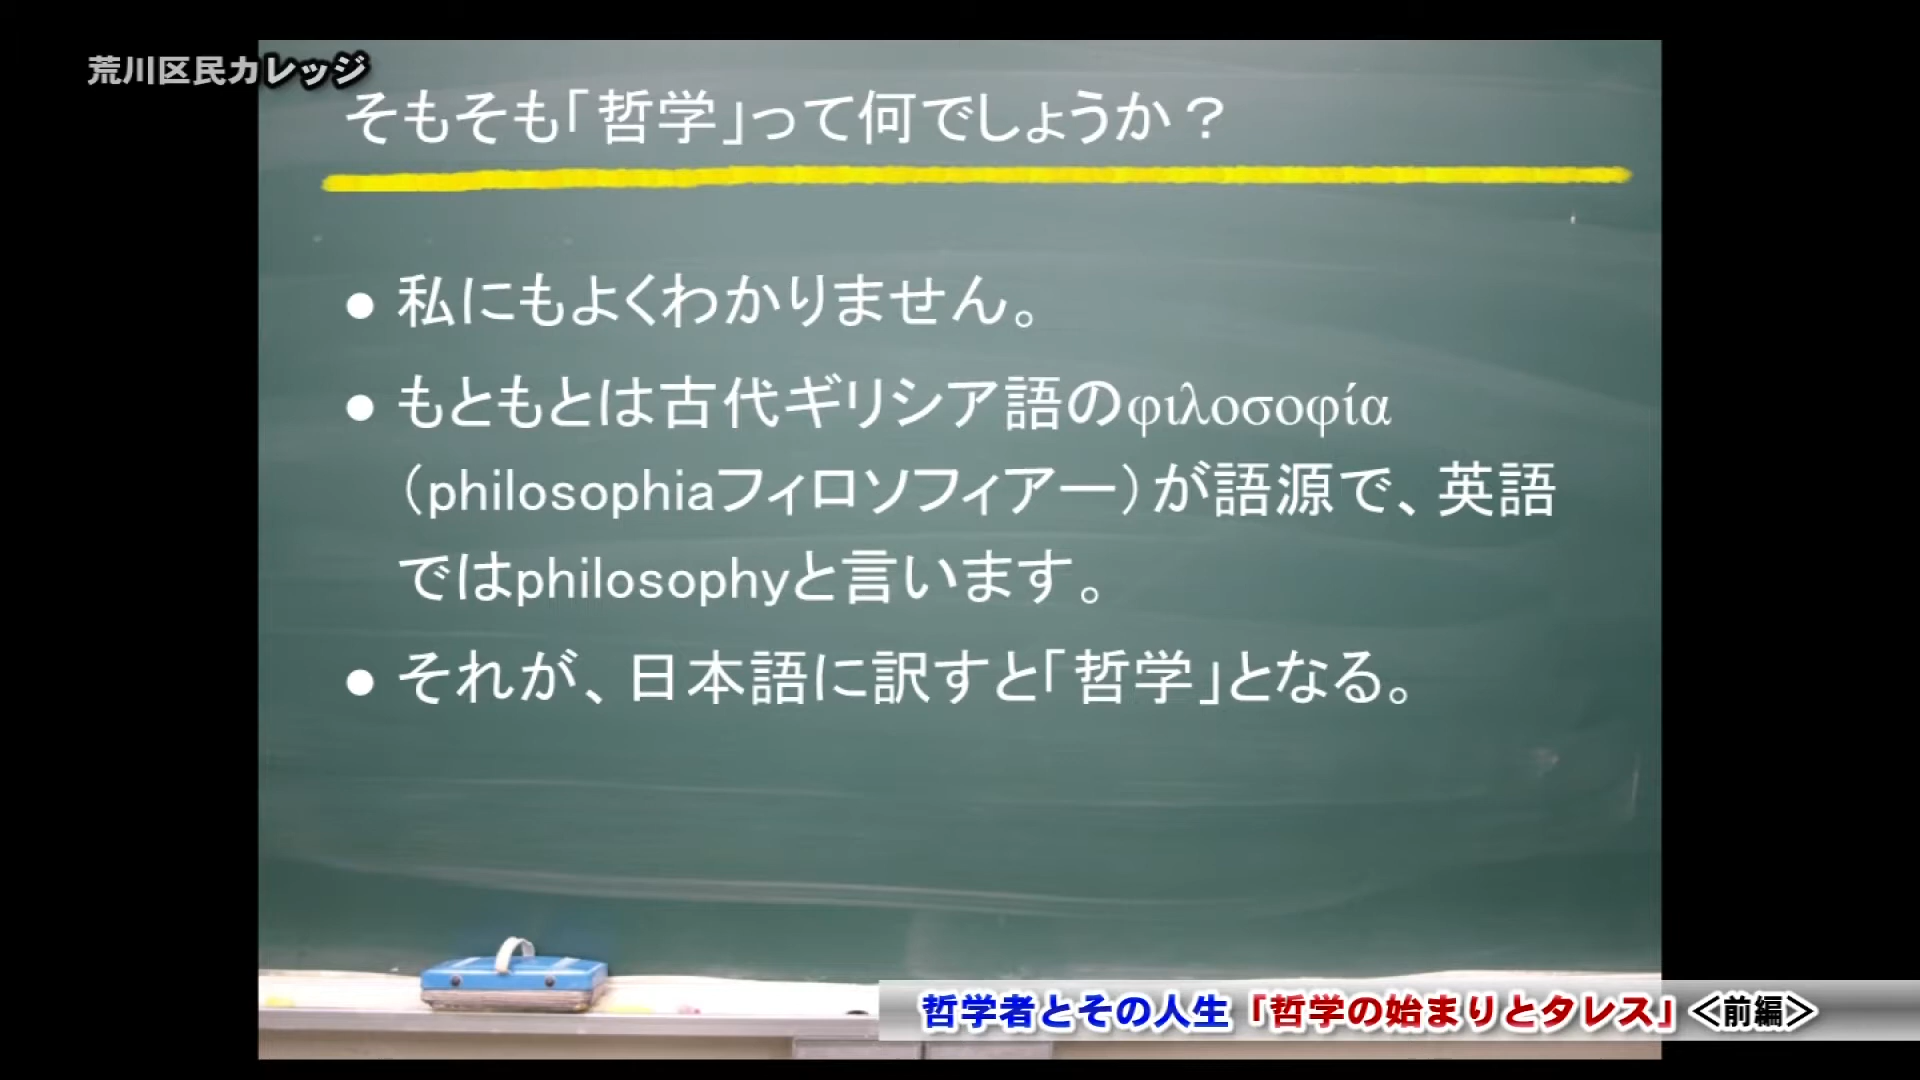 荒川区民カレッジ
そもそも「哲学」って何でしょうか？
● 私にもよくわかりません。
● もともとは古代ギリシア語のφιλοσοφία
（philosophiaフィロソフィアー）が語源で、英語
ではphilosophyと言います。
● それが、日本語に訳すと「哲学」となる。
哲学者とその人生「哲学の始まりとタレス」＜前編＞